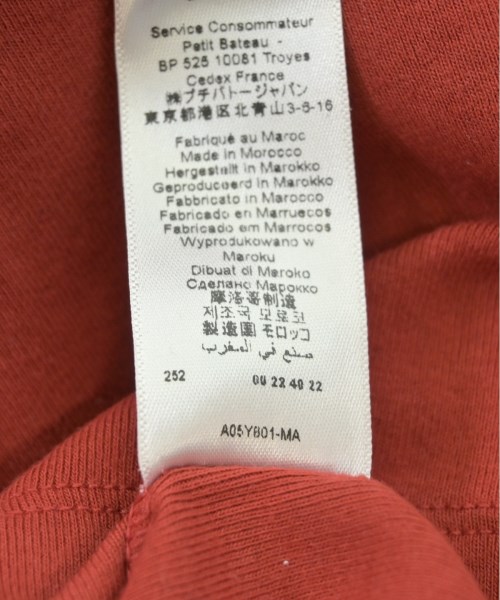 Service Consommateur
Petit Bateau -
BP 525 10081 Troyes
Cedex France
㈱プチバトージャパン
東京都港区北青山3-5-16
Fabriqué au Maroc
Made in Morocco
Hergestellt in Marokko
Geproduceerd in Marokko
Fabbricato in Marocco
Fabricado en Marruecos
Fabricado em Marrocos
Wyprodukowano w
Maroku
Dibuat di Maroko
Сделано Марокко
摩洛哥制造
제조국 모로코
製造國 モロッコ
صنع في المغرب
252 00 22 40 22
A05Y801-MA